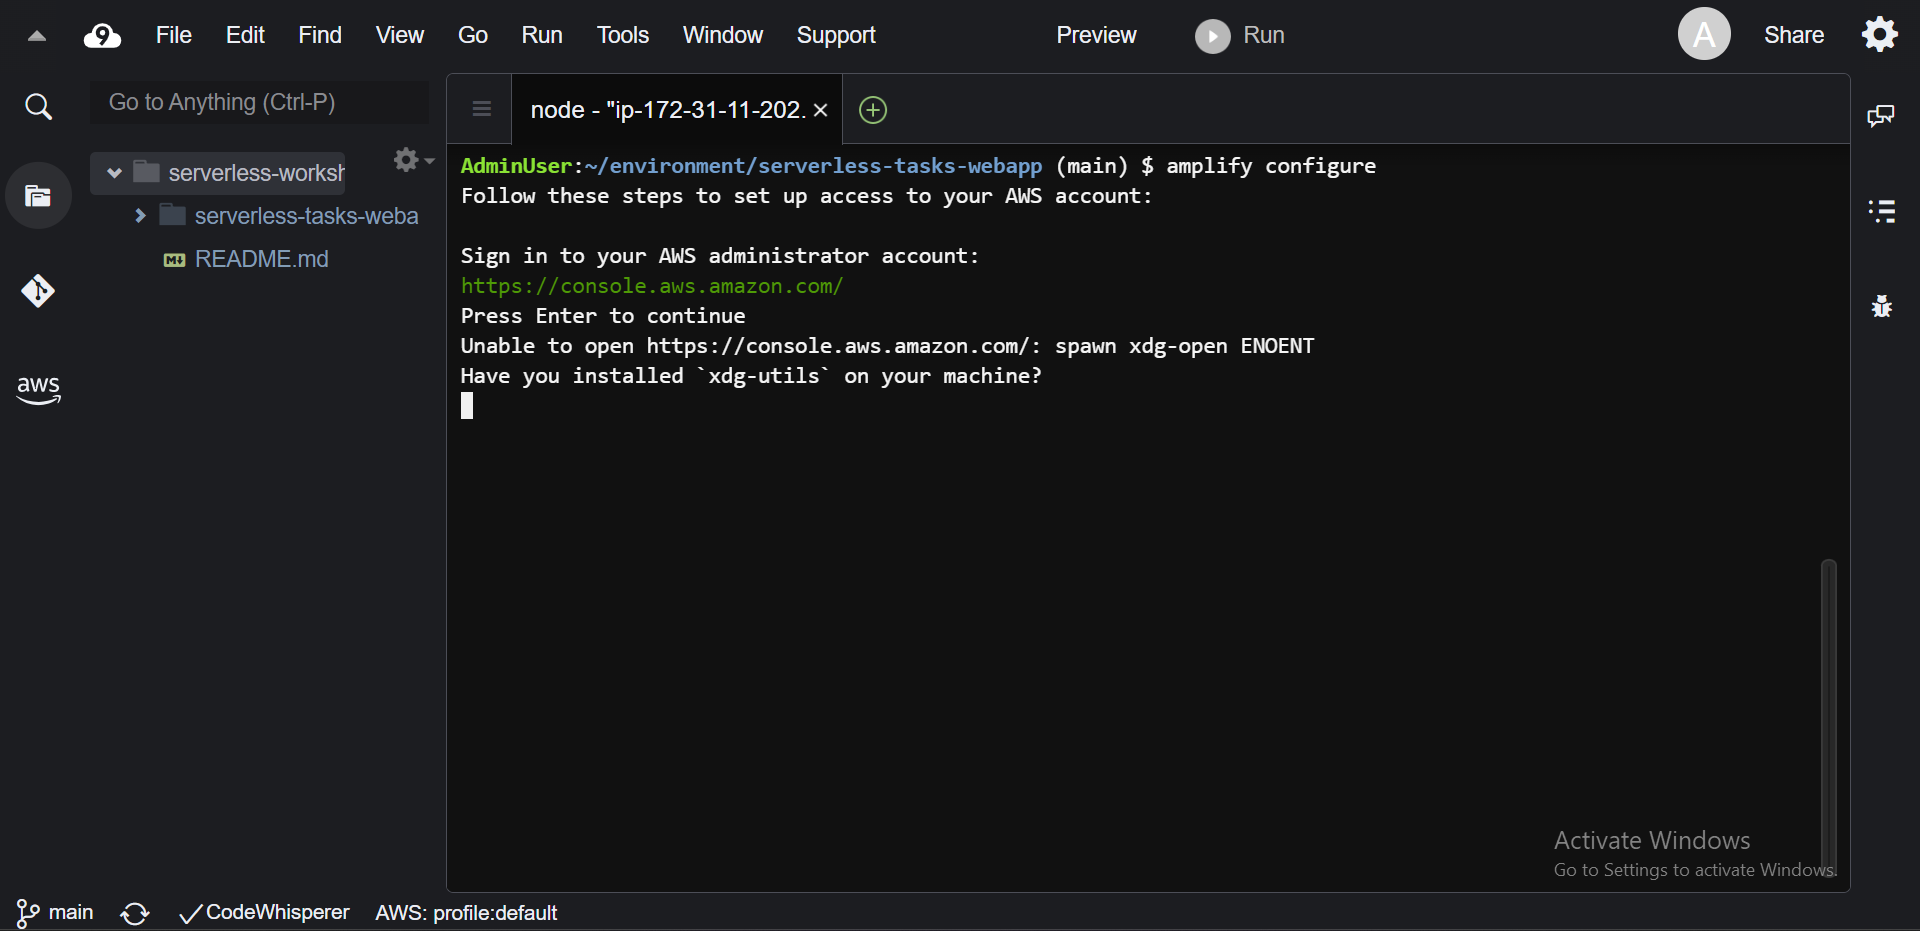 File Edit Find View Go Run Tools Window Support Preview Run A Share
Go to Anything (Ctrl-P)
node - "ip-172-31-11-202.
serverless-worksh
serverless-tasks-weba
README.md
aws
AdminUser:~/environment/serverless-tasks-webapp (main) $ amplify configure
Follow these steps to set up access to your AWS account:
Sign in to your AWS administrator account:
https://console.aws.amazon.com/
Press Enter to continue
Unable to open https://console.aws.amazon.com/: spawn xdg-open ENOENT
Have you installed `xdg-utils` on your machine?
Activate Windows
Go to Settings to activate Windows.
main CodeWhisperer AWS: profile:default